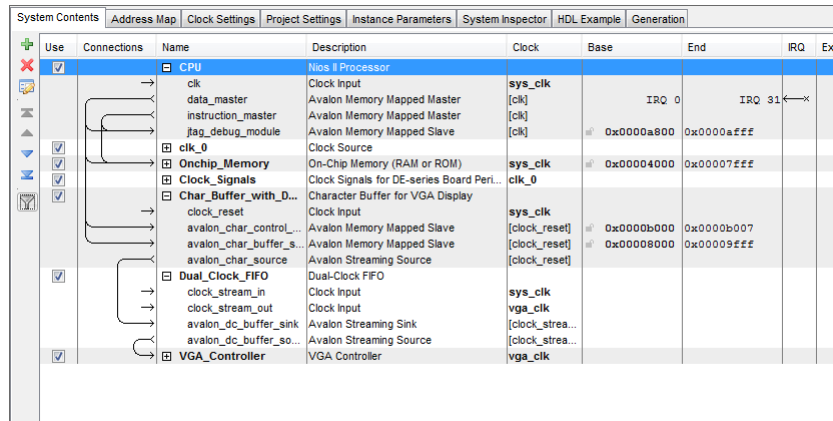 System Contents Address Map Clock Settings Project Settings Instance Parameters System Inspector HDL Example Generation
Use Connections Name Description Clock Base End IRQ Ex
CPU Nios II Processor
clk Clock Input sys_clk
data_master Avalon Memory Mapped Master [clk] IRQ 0 IRQ 31
instruction_master Avalon Memory Mapped Master [clk]
jtag_debug_module Avalon Memory Mapped Slave [clk] 0x0000a800 0x0000afff
clk_0 Clock Source
Onchip_Memory On-Chip Memory (RAM or ROM) sys_clk 0x00004000 0x00007fff
Clock_Signals Clock Signals for DE-series Board Peri... clk_0
Char_Buffer_with_D... Character Buffer for VGA Display
clock_reset Clock Input sys_clk
avalon_char_control_... Avalon Memory Mapped Slave [clock_reset] 0x0000b000 0x0000b007
avalon_char_buffer_s... Avalon Memory Mapped Slave [clock_reset] 0x00008000 0x00009fff
avalon_char_source Avalon Streaming Source [clock_reset]
Dual_Clock_FIFO Dual-Clock FIFO
clock_stream_in Clock Input sys_clk
clock_stream_out Clock Input vga_clk
avalon_dc_buffer_sink Avalon Streaming Sink [clock_strea...
avalon_dc_buffer_so... Avalon Streaming Source [clock_strea...
VGA_Controller VGA Controller vga_clk